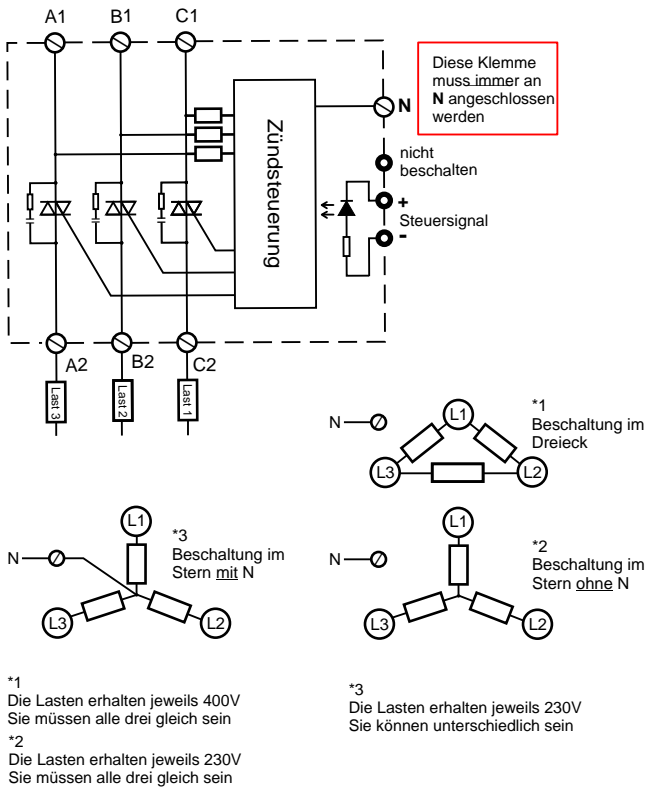 A1
B1
C1
Diese Klemme
muss immer an
N angeschlossen
werden
N
Zündsteuerung
nicht
beschalten
+
Steuersignal
-
A2
B2
C2
Last 3
Last 2
Last 1
N
L1
L3
L2
*1
Beschaltung im
Dreieck
N
L1
L3
L2
*3
Beschaltung im
Stern mit N
N
L1
L3
L2
*2
Beschaltung im
Stern ohne N
*1
Die Lasten erhalten jeweils 400V
Sie müssen alle drei gleich sein
*2
Die Lasten erhalten jeweils 230V
Sie müssen alle drei gleich sein
*3
Die Lasten erhalten jeweils 230V
Sie können unterschiedlich sein